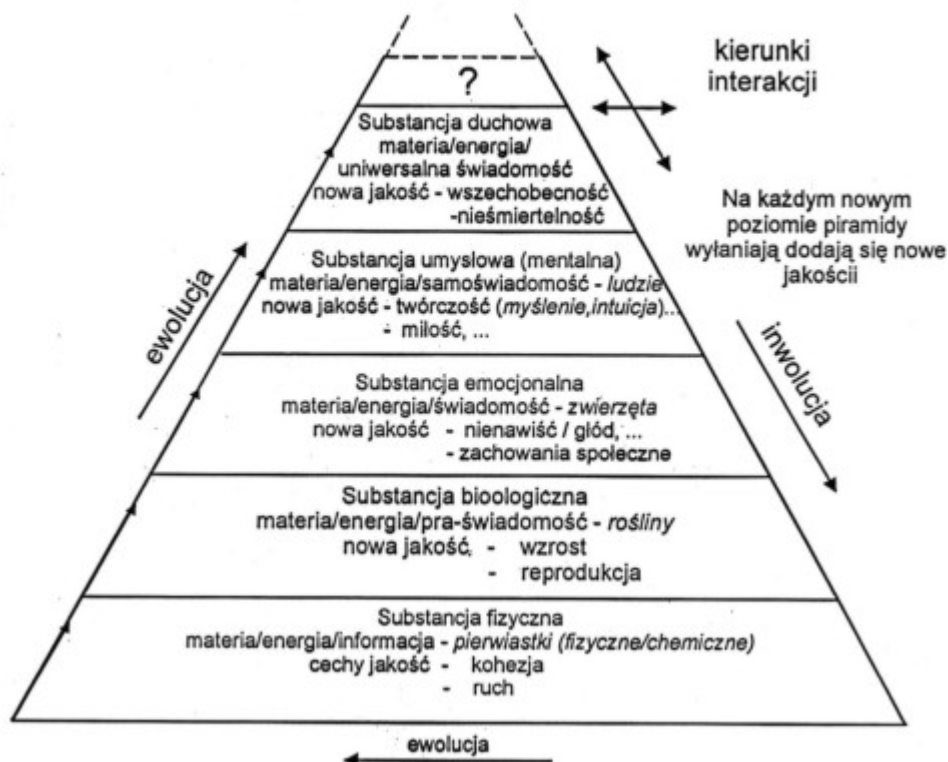 ?
Substancja duchowa
materia/energia/
uniwersalna świadomość
nowa jakość - wszechobecność
-nieśmiertelność
Substancja umysłowa (mentalna)
materia/energia/samoświadomość - ludzie
nowa jakość - twórczość (myślenie,intuicja)...
- miłość, ...
Substancja emocjonalna
materia/energia/świadomość - zwierzęta
nowa jakość - nienawiść / głód, ...
- zachowania społeczne
Substancja bioologiczna
materia/energia/pra-świadomość - rośliny
nowa jakość, - wzrost
- reprodukcja
Substancja fizyczna
materia/energia/informacja - pierwiastki (fizyczne/chemiczne)
cechy jakość - kohezja
- ruch
ewolucja
ewolucja
kierunki
interakcji
Na każdym nowym
poziomie piramidy
wyłaniają dodają się nowe
jakościi
inwolucja